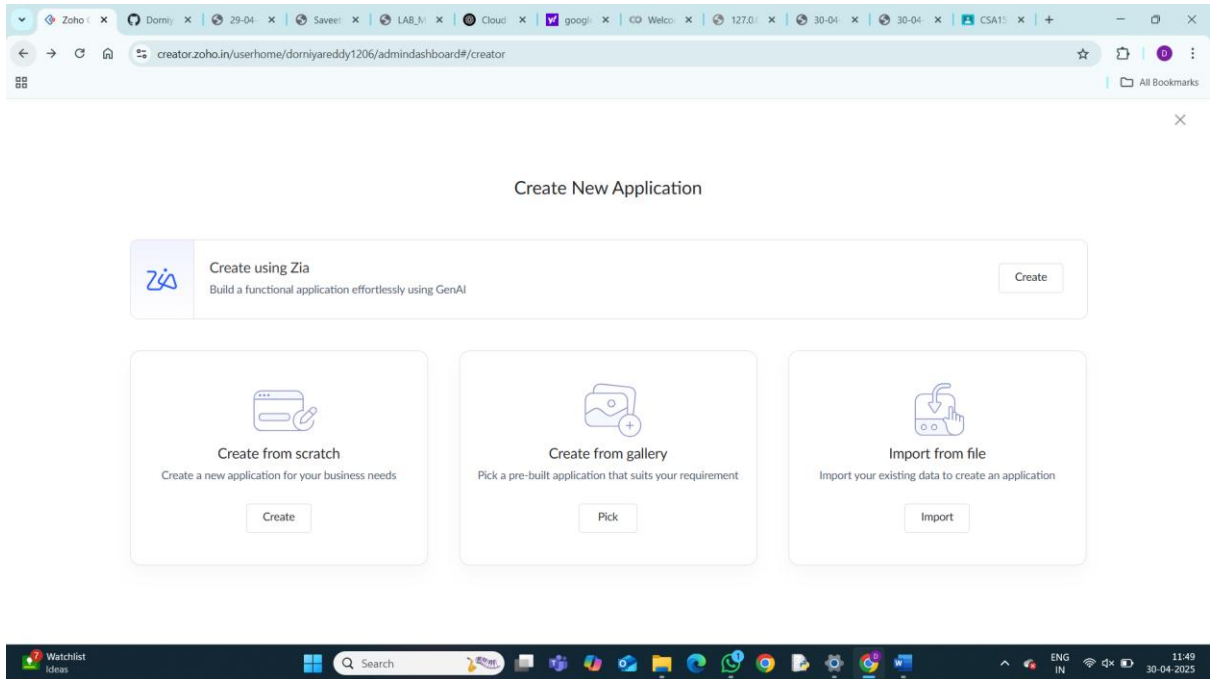 Zoho C Dorniy 29-04- Saveet LAB_M Cloud googl Welco 127.0.0 30-04- 30-04- CSA15
creator.zoho.in/userhome/dorniyareddy1206/admindashboard#/creator
All Bookmarks
Create New Application
Zia
Create using Zia
Build a functional application effortlessly using GenAI
Create
Create from scratch
Create a new application for your business needs
Create
Create from gallery
Pick a pre-built application that suits your requirement
Pick
Import from file
Import your existing data to create an application
Import
7 Watchlist
Ideas
Search
ENG
IN
11:49
30-04-2025